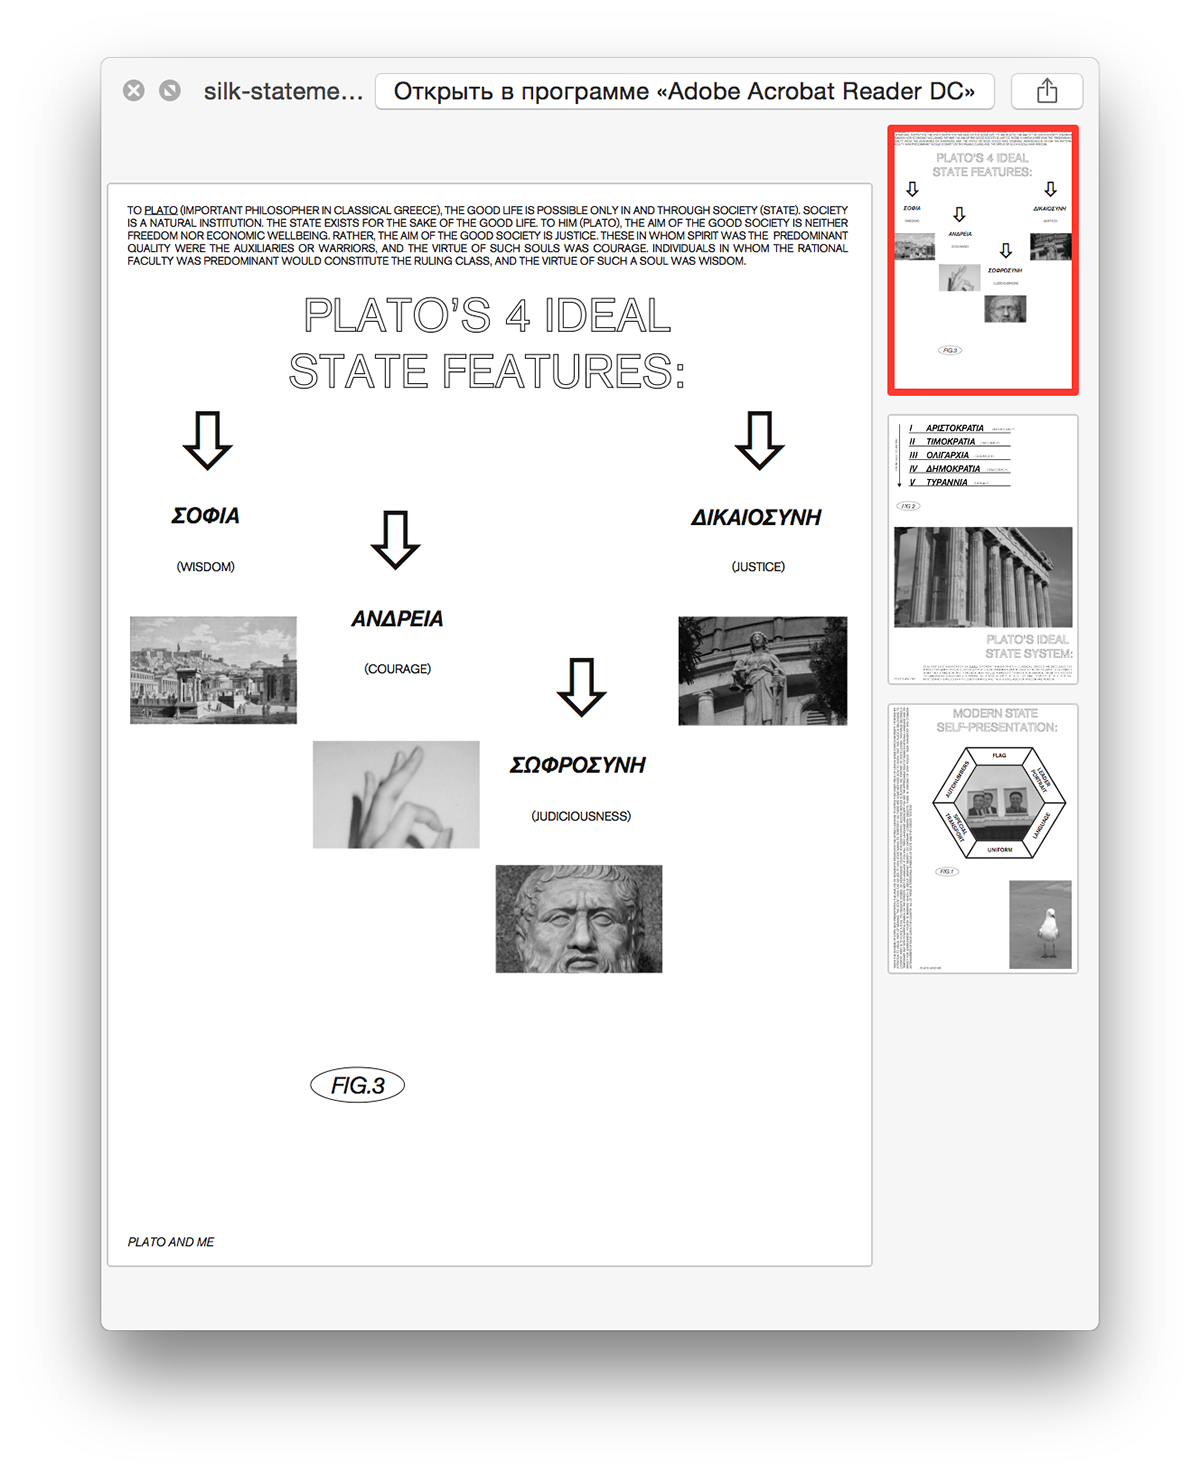 silk-stateme...
Открыть в программе «Adobe Acrobat Reader DC»
TO PLATO (IMPORTANT PHILOSOPHER IN CLASSICAL GREECE), THE GOOD LIFE IS POSSIBLE ONLY IN AND THROUGH SOCIETY (STATE). SOCIETY
IS A NATURAL INSTITUTION. THE STATE EXISTS FOR THE SAKE OF THE GOOD LIFE. TO HIM (PLATO), THE AIM OF THE GOOD SOCIETY IS NEITHER
FREEDOM NOR ECONOMIC WELLBEING. RATHER, THE AIM OF THE GOOD SOCIETY IS JUSTICE. THESE IN WHOM SPIRIT WAS THE PREDOMINANT
QUALITY WERE THE AUXILIARIES OR WARRIORS, AND THE VIRTUE OF SUCH SOULS WAS COURAGE. INDIVIDUALS IN WHOM THE RATIONAL
FACULTY WAS PREDOMINANT WOULD CONSTITUTE THE RULING CLASS, AND THE VIRTUE OF SUCH A SOUL WAS WISDOM.
PLATO'S 4 IDEAL
STATE FEATURES:
ΣΟΦΙΑ
(WISDOM)
ΑΝΔΡΕΙΑ
(COURAGE)
ΣΩΦΡΟΣΥΝΗ
(JUDICIOUSNESS)
ΔΙΚΑΙΟΣΥΝΗ
(JUSTICE)
FIG.3
PLATO AND ME
PLATO'S 4 IDEAL
STATE FEATURES:
ΣΟΦΙΑ
ΑΝΔΡΕΙΑ
ΣΩΦΡΟΣΥΝΗ
ΔΙΚΑΙΟΣΥΝΗ
FIG.3
I ΑΡΙΣΤΟΚΡΑΤΙΑ
II ΤΙΜΟΚΡΑΤΙΑ
III ΟΛΙΓΑΡΧΙΑ
IV ΔΗΜΟΚΡΑΤΙΑ
V ΤΥΡΑΝΝΙΑ
FIG 2
PLATO'S IDEAL
STATE SYSTEM:
MODERN STATE
SELF-PRESENTATION:
FLAG
LEADER
PORTRAIT
LANGUAGE
UNIFORM
SPECIAL
TRANSPORT
AUTONUMBERS
FIG.1